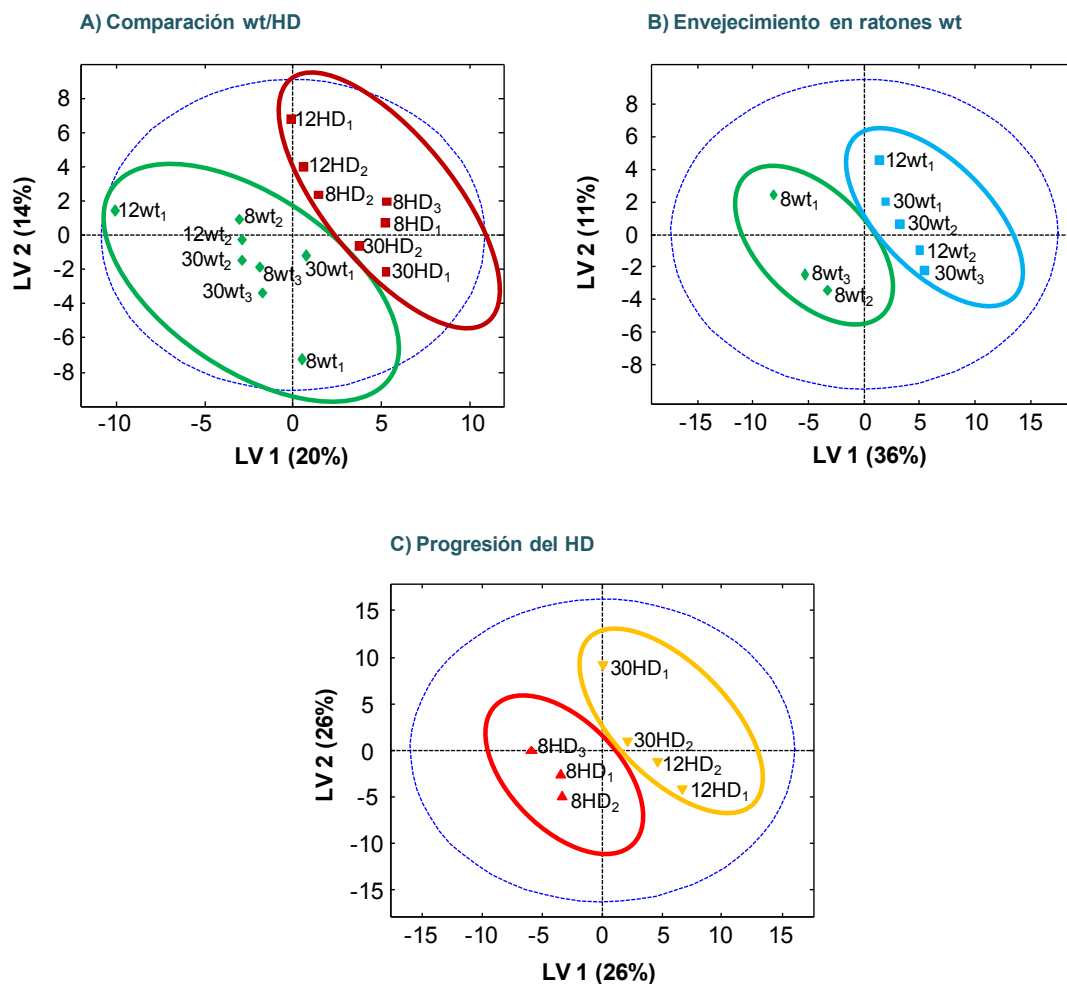 A) Comparación wt/HD
8
6
4
2
0
-2
-4
-6
-8
-10
-5
0
5
10
LV 2 (14%)
LV 1 (20%)
12HD₁
12HD₂
8HD₂
8HD₃
8HD₁
30HD₂
30HD₁
12wt₁
8wt₂
12wt₂
30wt₂
8wt₃
30wt₁
30wt₃
8wt₁
B) Envejecimiento en ratones wt
8
6
4
2
0
-2
-4
-6
-8
-15
-10
-5
0
5
10
15
LV 2 (11%)
LV 1 (36%)
12wt₁
8wt₁
30wt₁
30wt₂
12wt₂
8wt₃
30wt₃
8wt₂
C) Progresión del HD
15
10
5
0
-5
-10
-15
-15
-10
-5
0
5
10
15
LV 2 (26%)
LV 1 (26%)
30HD₁
30HD₂
8HD₃
12HD₂
8HD₁
12HD₁
8HD₂